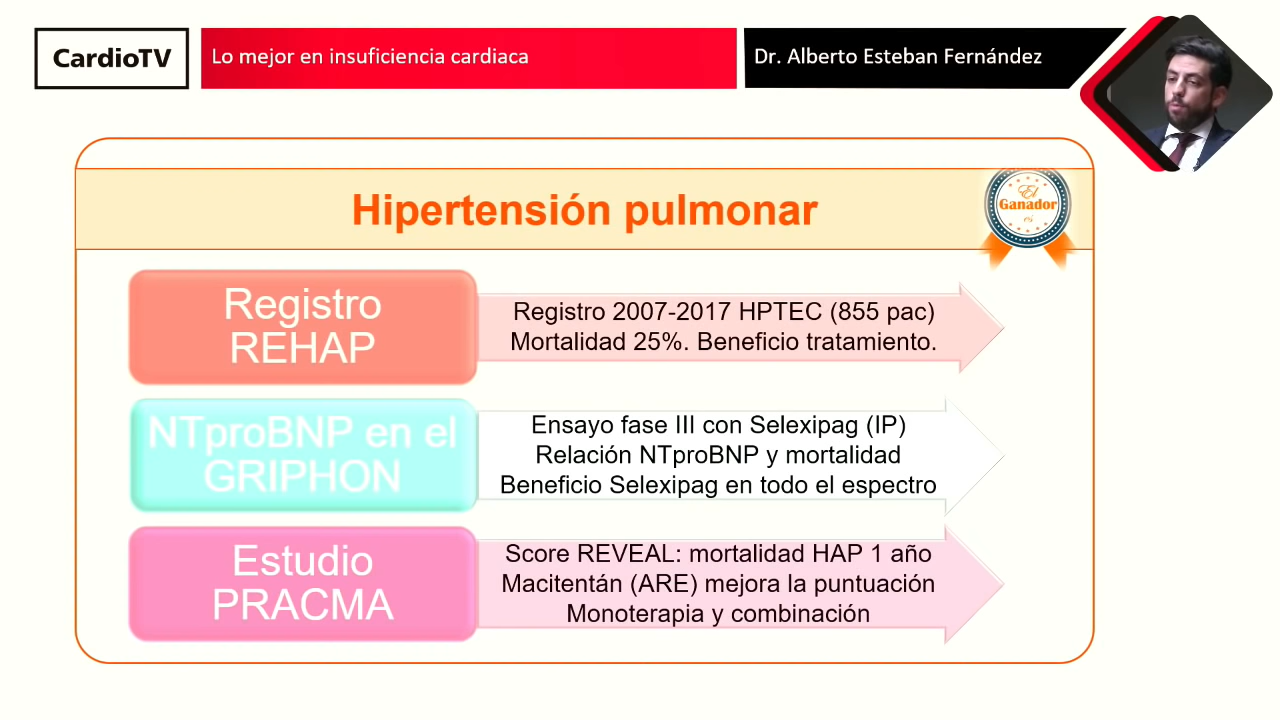 CardioTV
Lo mejor en insuficiencia cardiaca
Dr. Alberto Esteban Fernández
Hipertensión pulmonar
El
Ganador
es
Registro
REHAP
Registro 2007-2017 HPTEC (855 pac)
Mortalidad 25%. Beneficio tratamiento.
NTproBNP en el
GRIPHON
Ensayo fase III con Selexipag (IP)
Relación NTproBNP y mortalidad
Beneficio Selexipag en todo el espectro
Estudio
PRACMA
Score REVEAL: mortalidad HAP 1 año
Macitentán (ARE) mejora la puntuación
Monoterapia y combinación